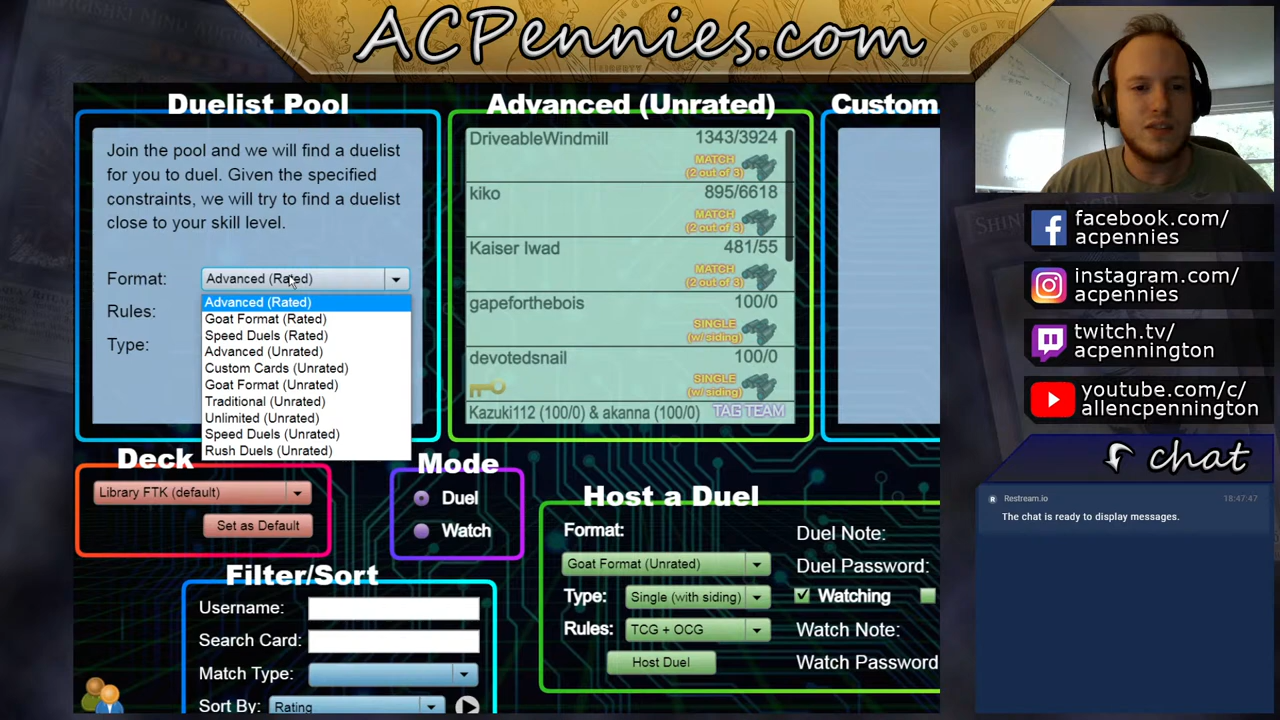 ACPennies.com
Duelist Pool
Join the pool and we will find a duelist
for you to duel. Given the specified
constraints, we will try to find a duelist
close to your skill level.
Format: Advanced (Rated)
Advanced (Rated)
Goat Format (Rated)
Speed Duels (Rated)
Advanced (Unrated)
Custom Cards (Unrated)
Goat Format (Unrated)
Traditional (Unrated)
Unlimited (Unrated)
Speed Duels (Unrated)
Rush Duels (Unrated)
Rules:
Type:
Advanced (Unrated)
DriveableWindmill 1343/3924
MATCH
(2 out of 3)
kiko 895/6618
MATCH
(2 out of 3)
Kaiser Iwad 481/55
MATCH
(2 out of 3)
gapeforthebois 100/0
SINGLE
(w/ siding)
devotedsnail 100/0
SINGLE
(w/ siding)
Kazuki112 (100/0) & akanna (100/0) TAG TEAM
Custom
Deck
Library FTK (default)
Set as Default
Mode
Duel
Watch
Filter/Sort
Username:
Search Card:
Match Type:
Sort By: Rating
Host a Duel
Format:
Goat Format (Unrated)
Type: Single (with siding)
Rules: TCG + OCG
Host Duel
Duel Note:
Duel Password:
Watching
Watch Note:
Watch Password
facebook.com/
acpennies
instagram.com/
acpennies
twitch.tv/
acpennington
youtube.com/c/
allencpennington
chat
Restream.io 18:47:47
The chat is ready to display messages.